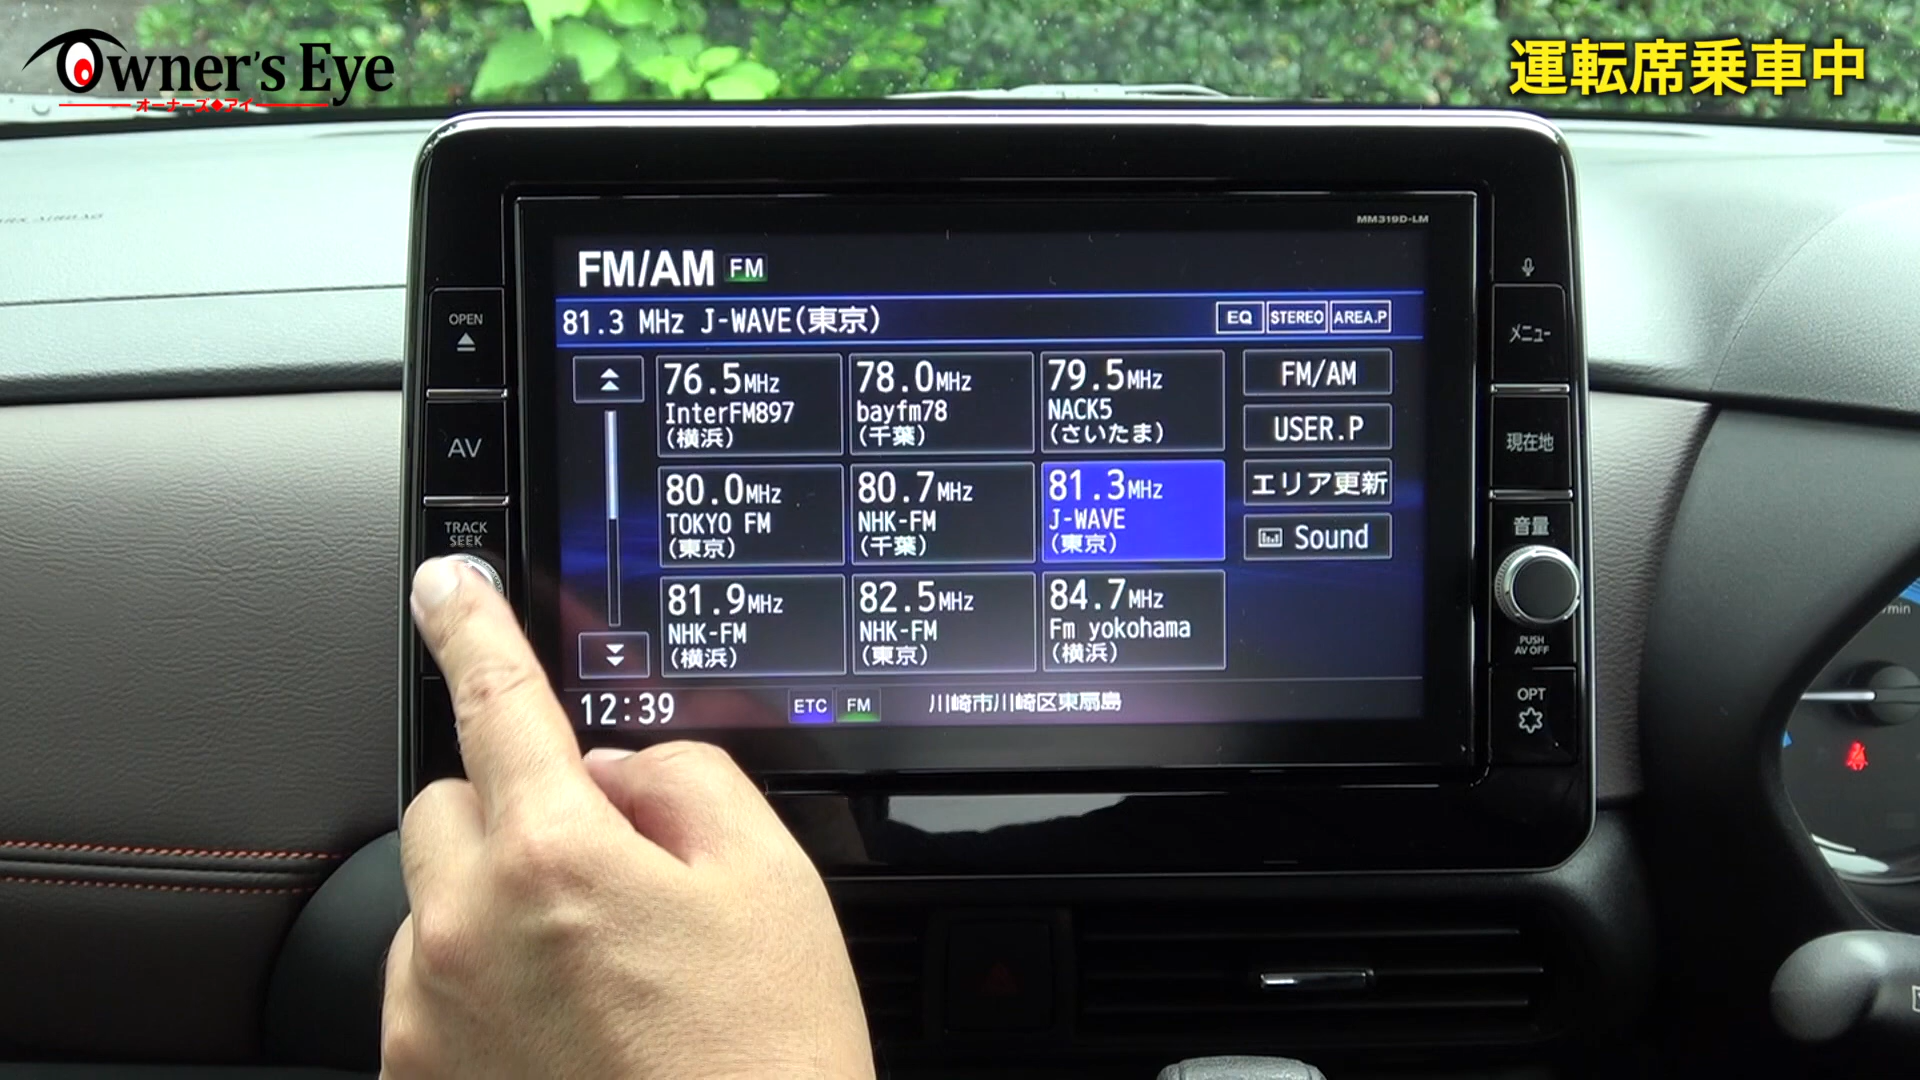 Owner's Eye
オーナーズ◆アイ
運転席乗車中
MM319D-LM
FM/AM FM
81.3 MHz J-WAVE(東京)
EQ STEREO AREA.P
76.5MHz
InterFM897
(横浜)
78.0MHz
bayfm78
(千葉)
79.5MHz
NACK5
(さいたま)
FM/AM
USER.P
エリア更新
Sound
80.0MHz
TOKYO FM
(東京)
80.7MHz
NHK-FM
(千葉)
81.3MHz
J-WAVE
(東京)
81.9MHz
NHK-FM
(横浜)
82.5MHz
NHK-FM
(東京)
84.7MHz
Fm yokohama
(横浜)
12:39
ETC FM
川崎市川崎区東扇島
OPEN
AV
TRACK
SEEK
メニュー
現在地
音量
PUSH
AV OFF
OPT
/min